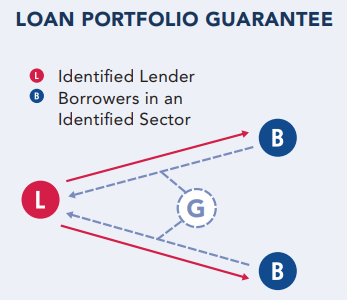 LOAN PORTFOLIO GUARANTEE
L Identified Lender
B Borrowers in an
Identified Sector
B
L
G
B